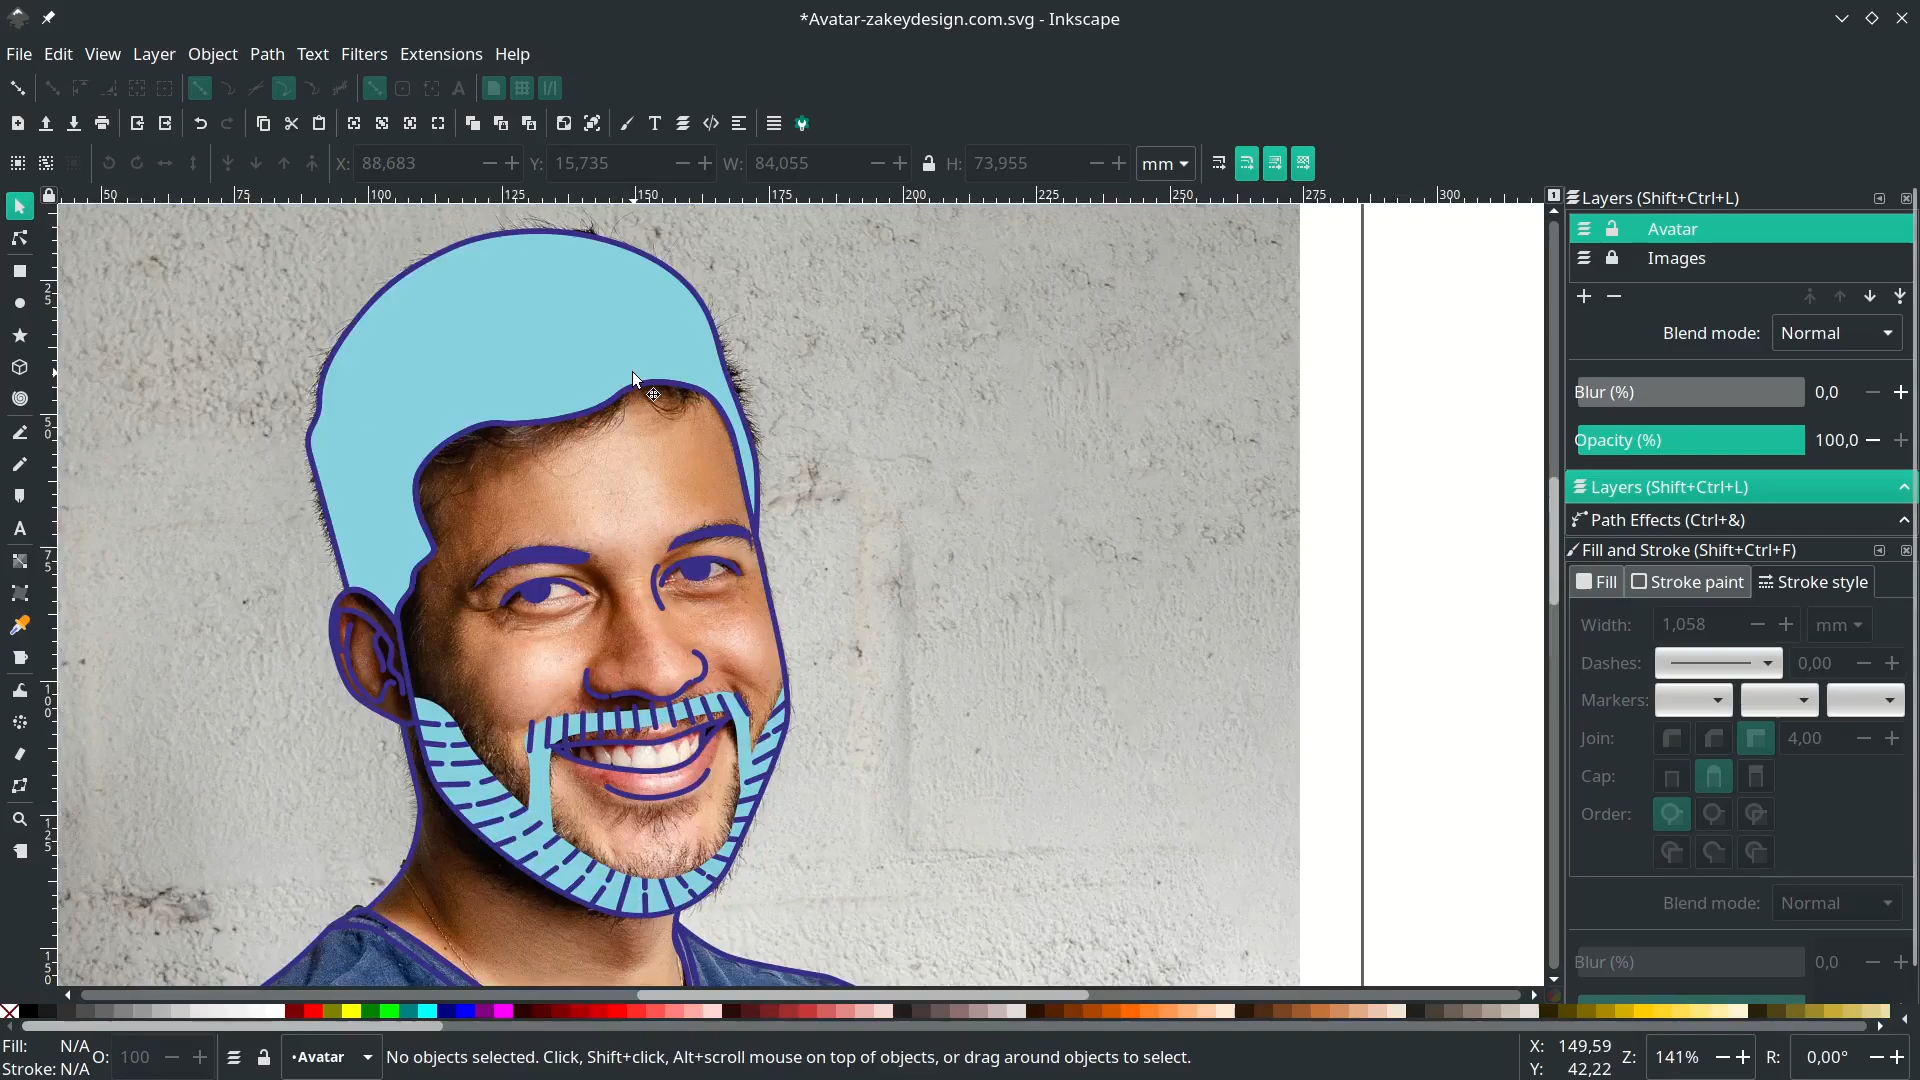 *Avatar-zakeydesign.com.svg - Inkscape
File Edit View Layer Object Path Text Filters Extensions Help
X: 88,683 Y: 15,735 W: 84,055 H: 73,955 mm
50 75 100 125 150 175 200 225 250 275 300
25
50
75
100
125
150
Layers (Shift+Ctrl+L)
Avatar
Images
Blend mode: Normal
Blur (%) 0,0
Opacity (%) 100,0
Layers (Shift+Ctrl+L)
Path Effects (Ctrl+&)
Fill and Stroke (Shift+Ctrl+F)
Fill Stroke paint Stroke style
Width: 1,058 mm
Dashes: 0,00
Markers:
Join: 4,00
Cap:
Order:
Blend mode: Normal
Blur (%) 0,0
Fill: N/A O: 100 •Avatar No objects selected. Click, Shift+click, Alt+scroll mouse on top of objects, or drag around objects to select. X: 149,59 Z: 141% R: 0,00°
Stroke: N/A Y: 42,22